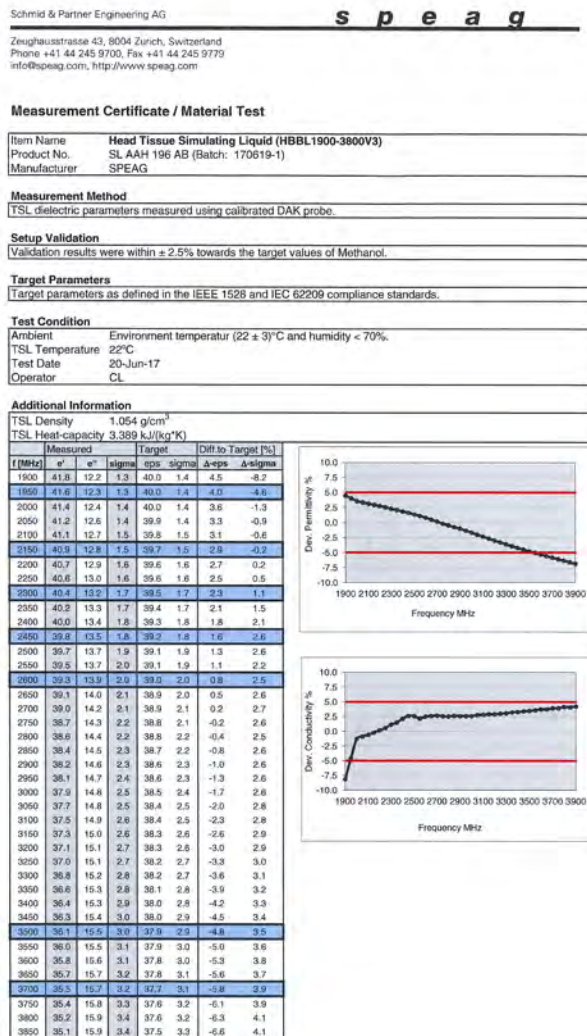 Schmid & Partner Engineering AG
s p e a g
Zeughausstrasse 43, 8004 Zurich, Switzerland
Phone +41 44 245 9700, Fax +41 44 245 9779
info@speag.com, http://www.speag.com
Measurement Certificate / Material Test
Item Name Head Tissue Simulating Liquid (HBBL1900-3800V3)
Product No. SL AAH 196 AB (Batch: 170619-1)
Manufacturer SPEAG
Measurement Method
TSL dielectric parameters measured using calibrated DAK probe.
Setup Validation
Validation results were within ± 2.5% towards the target values of Methanol.
Target Parameters
Target parameters as defined in the IEEE 1528 and IEC 62209 compliance standards.
Test Condition
Ambient Environment temperatur (22 ± 3)°C and humidity < 70%.
TSL Temperature 22°C
Test Date 20-Jun-17
Operator CL
Additional Information
TSL Density 1.054 g/cm3
TSL Heat-capacity 3.389 kJ/(kg*K)
Measured Target Diff.to Target [%]
f [MHz] e' e" sigma eps sigma Δ-eps Δ-sigma
1900 41.8 12.2 1.3 40.0 1.4 4.5 -8.2
1950 41.6 12.3 1.3 40.0 1.4 4.0 -4.6
2000 41.4 12.4 1.4 40.0 1.4 3.6 -1.3
2050 41.2 12.6 1.4 39.9 1.4 3.3 -0.9
2100 41.1 12.7 1.5 39.8 1.5 3.1 -0.6
2150 40.9 12.8 1.5 39.7 1.5 2.9 -0.2
2200 40.7 12.9 1.6 39.6 1.6 2.7 0.2
2250 40.6 13.0 1.6 39.6 1.6 2.5 0.5
2300 40.4 13.2 1.7 39.5 1.7 2.3 1.1
2350 40.2 13.3 1.7 39.4 1.7 2.1 1.5
2400 40.0 13.4 1.8 39.3 1.8 1.8 2.1
2450 39.8 13.5 1.8 39.2 1.8 1.6 2.6
2500 39.7 13.7 1.9 39.1 1.9 1.3 2.6
2550 39.5 13.7 2.0 39.1 1.9 1.1 2.2
2600 39.3 13.9 2.0 39.0 2.0 0.8 2.5
2650 39.1 14.0 2.1 38.9 2.0 0.5 2.6
2700 39.0 14.2 2.1 38.9 2.1 0.2 2.7
2750 38.7 14.3 2.2 38.8 2.1 -0.2 2.6
2800 38.6 14.4 2.2 38.8 2.2 -0.4 2.5
2850 38.4 14.5 2.3 38.7 2.2 -0.8 2.6
2900 38.2 14.6 2.3 38.6 2.3 -1.0 2.6
2950 38.1 14.7 2.4 38.6 2.3 -1.3 2.6
3000 37.9 14.8 2.5 38.5 2.4 -1.7 2.6
3050 37.7 14.8 2.5 38.4 2.5 -2.0 2.8
3100 37.5 14.9 2.6 38.4 2.5 -2.3 2.8
3150 37.3 15.0 2.6 38.3 2.6 -2.6 2.9
3200 37.1 15.1 2.7 38.3 2.6 -3.0 2.9
3250 37.0 15.1 2.7 38.2 2.7 -3.3 3.0
3300 36.8 15.2 2.8 38.2 2.7 -3.6 3.1
3350 36.6 15.3 2.8 38.1 2.8 -3.9 3.2
3400 36.4 15.3 2.9 38.0 2.8 -4.2 3.3
3450 36.3 15.4 3.0 38.0 2.9 -4.5 3.4
3500 36.1 15.5 3.0 37.9 2.9 -4.8 3.5
3550 36.0 15.5 3.1 37.9 3.0 -5.0 3.6
3600 35.8 15.6 3.1 37.8 3.0 -5.3 3.8
3650 35.7 15.7 3.2 37.8 3.1 -5.6 3.7
3700 35.5 15.7 3.2 37.7 3.1 -5.8 3.9
3750 35.4 15.8 3.3 37.6 3.2 -6.1 3.9
3800 35.2 15.9 3.4 37.6 3.2 -6.3 4.1
3850 35.1 15.9 3.4 37.5 3.3 -6.6 4.1
Dev. Permittivity %
10.0
7.5
5.0
2.5
0.0
-2.5
-5.0
-7.5
-10.0
1900 2100 2300 2500 2700 2900 3100 3300 3500 3700 3900
Frequency MHz
Dev. Conductivity %
10.0
7.5
5.0
2.5
0.0
-2.5
-5.0
-7.5
-10.0
1900 2100 2300 2500 2700 2900 3100 3300 3500 3700 3900
Frequency MHz